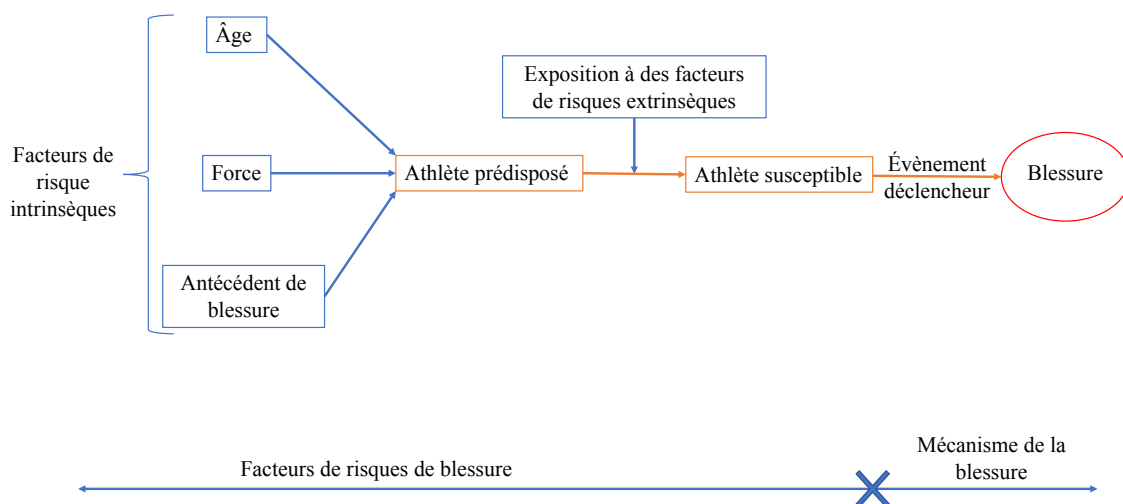 Âge
Exposition à des facteurs
de risques extrinsèques
Facteurs de
risque
intrinsèques
Force
Athlète prédisposé
Athlète susceptible
Évènement
déclencheur
Blessure
Antécédent de
blessure
Facteurs de risques de blessure
Mécanisme de la
blessure